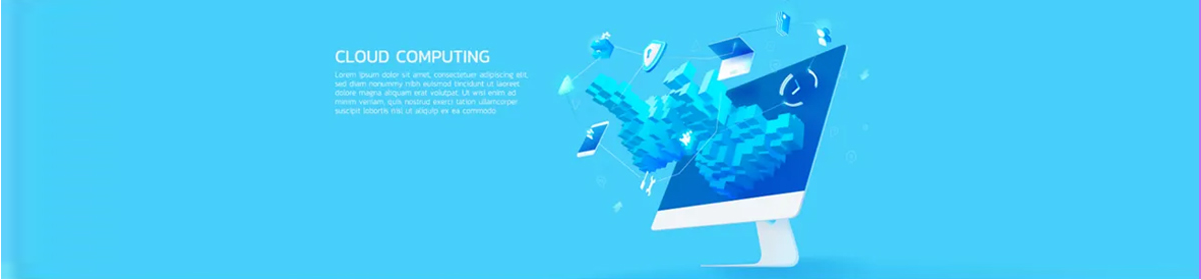 CLOUD COMPUTING
Lorem ipsum dolor sit amet, consectetuer adipiscing elit,
sed diam nonummy nibh euismod tincidunt ut laoreet
dolore magna aliquam erat volutpat. Ut wisi enim ad
minim veniam, quis nostrud exerci tation ullamcorper
suscipit lobortis nisl ut aliquip ex ea commodo